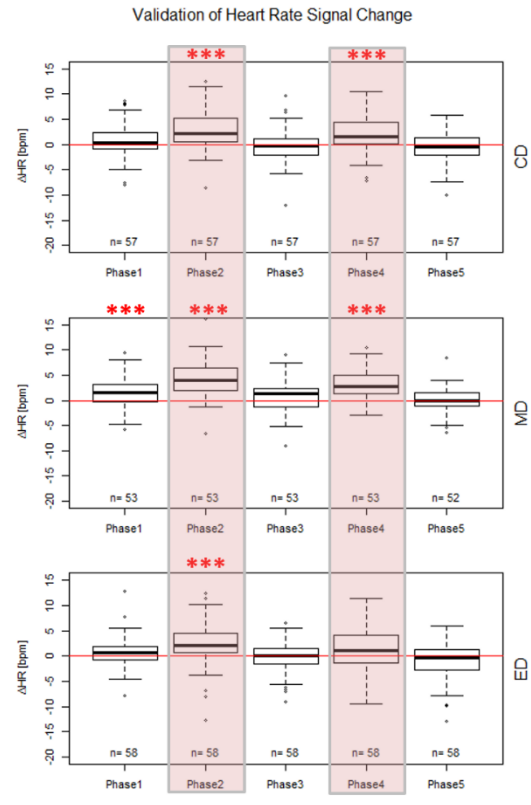 Validation of Heart Rate Signal Change
*** ***
ΔHR [bpm]
15
10
5
0
-5
-10
-15
-20
n= 57 n= 57 n= 57 n= 57 n= 57
Phase1 Phase2 Phase3 Phase4 Phase5
CD
*** *** ***
ΔHR [bpm]
15
10
5
0
-5
-10
-15
-20
n= 53 n= 53 n= 53 n= 53 n= 52
Phase1 Phase2 Phase3 Phase4 Phase5
MD
***
ΔHR [bpm]
15
10
5
0
-5
-10
-15
-20
n= 58 n= 58 n= 58 n= 58 n= 58
Phase1 Phase2 Phase3 Phase4 Phase5
ED